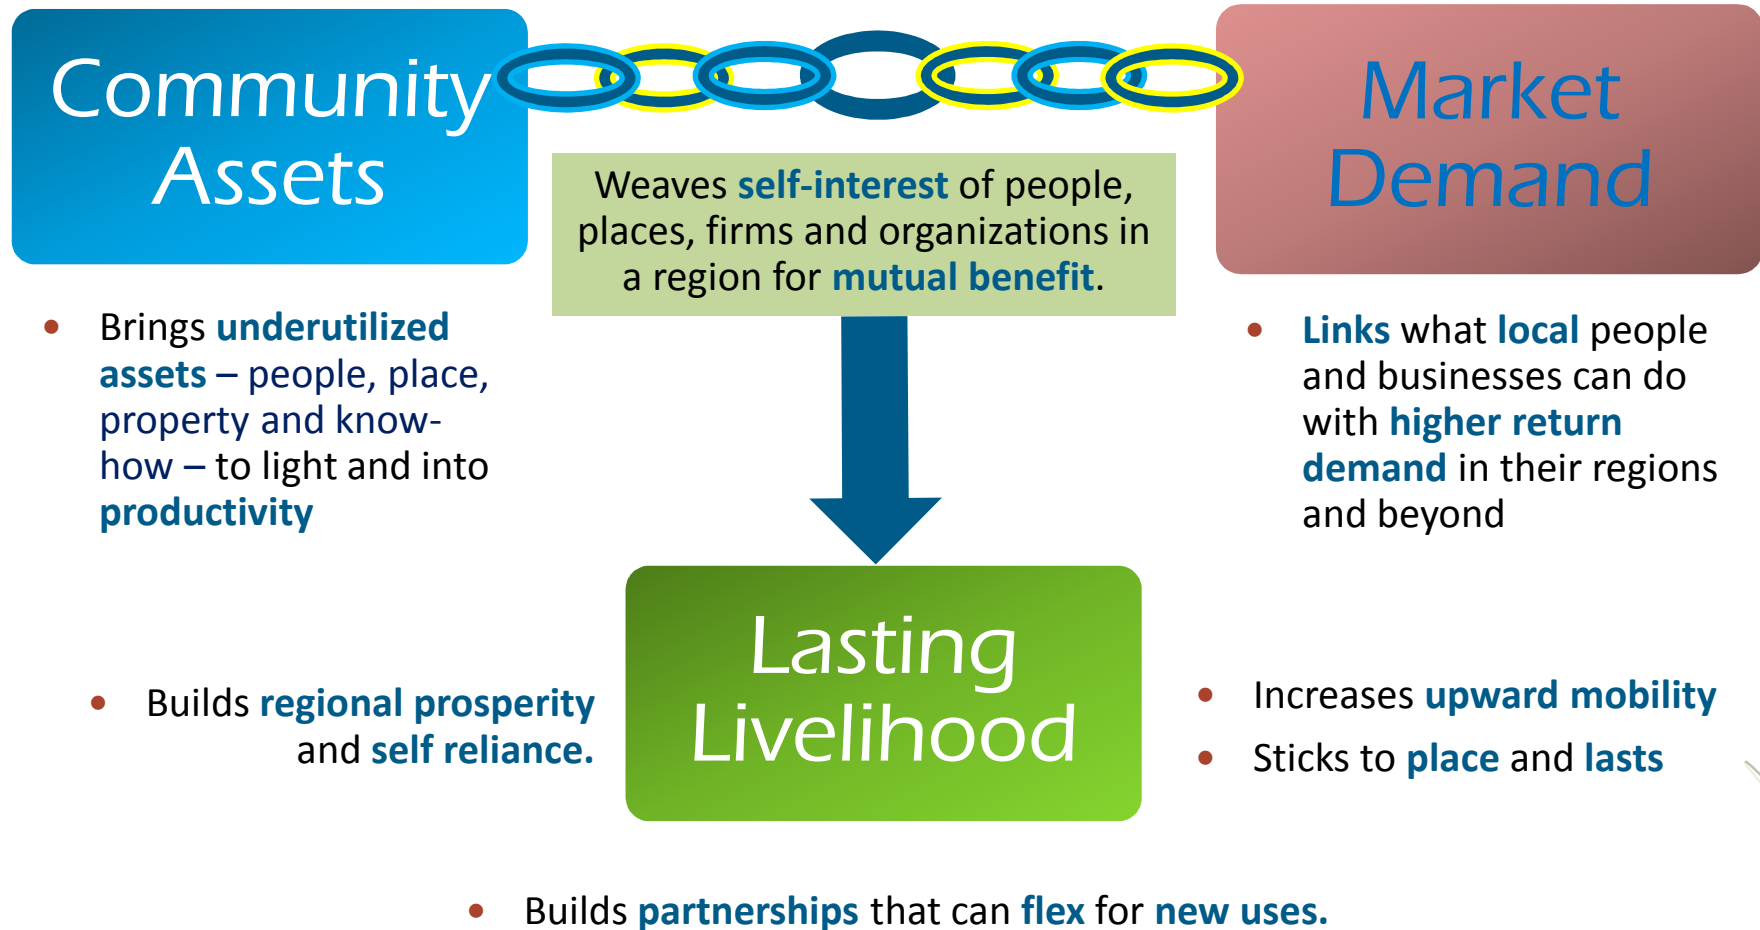 Community
Assets
Market
Demand
Weaves self-interest of people,
places, firms and organizations in
a region for mutual benefit.
• Brings underutilized
assets – people, place,
property and know-
how – to light and into
productivity
• Links what local people
and businesses can do
with higher return
demand in their regions
and beyond
Lasting
Livelihood
• Builds regional prosperity
and self reliance.
• Increases upward mobility
• Sticks to place and lasts
• Builds partnerships that can flex for new uses.